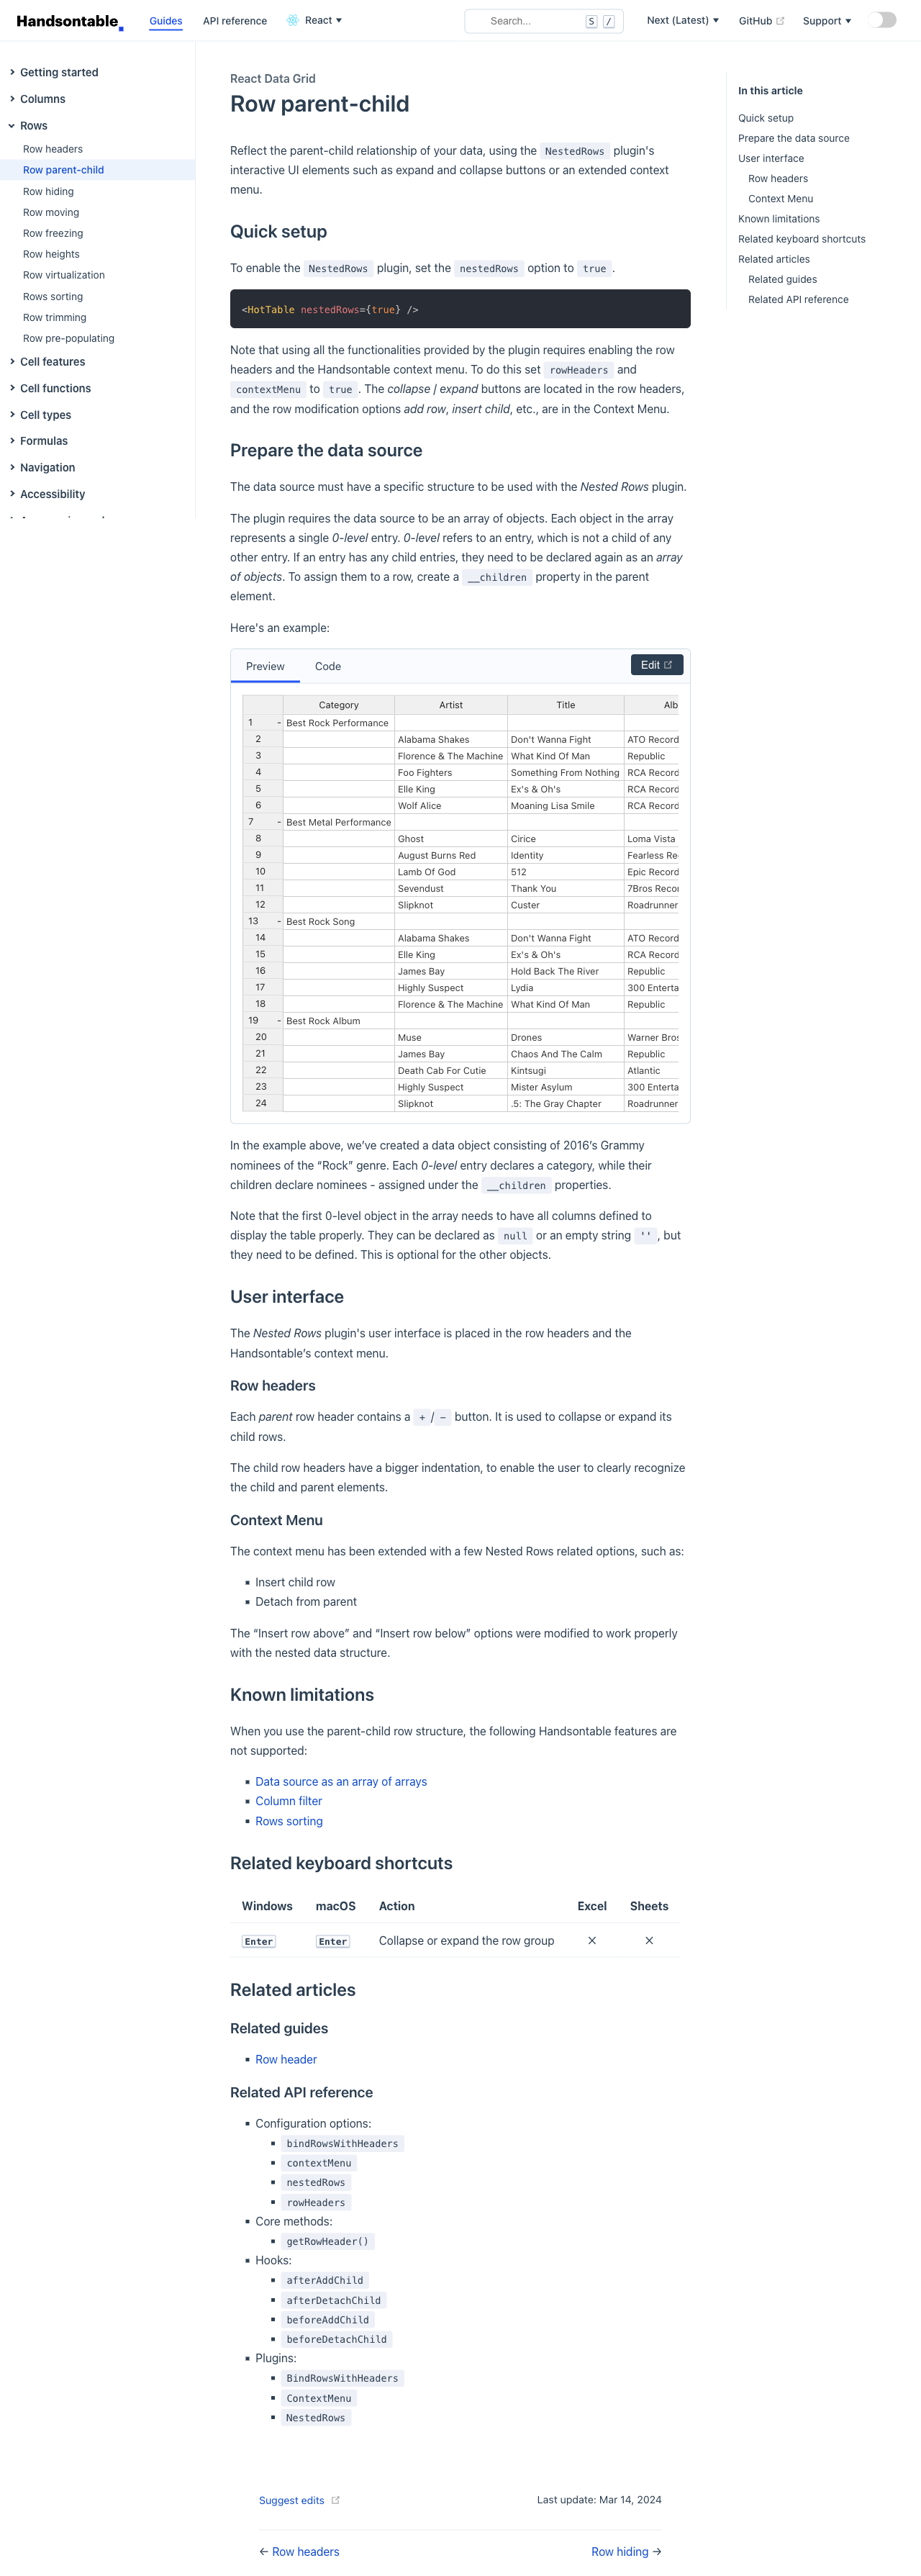 Handsontable
Guides
API reference
React
Search...
S /
Next (Latest)
GitHub
Support
Getting started
Columns
Rows
Row headers
Row parent-child
Row hiding
Row moving
Row freezing
Row heights
Row virtualization
Rows sorting
Row trimming
Row pre-populating
Cell features
Cell functions
Cell types
Formulas
Navigation
Accessibility
In this article
Quick setup
Prepare the data source
User interface
Row headers
Context Menu
Known limitations
Related keyboard shortcuts
Related articles
Related guides
Related API reference
React Data Grid
Row parent-child
Reflect the parent-child relationship of your data, using the NestedRows plugin's
interactive UI elements such as expand and collapse buttons or an extended context
menu.
Quick setup
To enable the NestedRows plugin, set the nestedRows option to true .
<HotTable nestedRows={true} />
Note that using all the functionalities provided by the plugin requires enabling the row
headers and the Handsontable context menu. To do this set rowHeaders and
contextMenu to true . The collapse / expand buttons are located in the row headers,
and the row modification options add row, insert child, etc., are in the Context Menu.
Prepare the data source
The data source must have a specific structure to be used with the Nested Rows plugin.
The plugin requires the data source to be an array of objects. Each object in the array
represents a single 0-level entry. 0-level refers to an entry, which is not a child of any
other entry. If an entry has any child entries, they need to be declared again as an array
of objects. To assign them to a row, create a __children property in the parent
element.
Here's an example:
Preview Code Edit
Category Artist Title Alb
1 - Best Rock Performance
2 Alabama Shakes Don't Wanna Fight ATO Record
3 Florence & The Machine What Kind Of Man Republic
4 Foo Fighters Something From Nothing RCA Record
5 Elle King Ex's & Oh's RCA Record
6 Wolf Alice Moaning Lisa Smile RCA Record
7 - Best Metal Performance
8 Ghost Cirice Loma Vista
9 August Burns Red Identity Fearless Re
10 Lamb Of God 512 Epic Record
11 Sevendust Thank You 7Bros Recor
12 Slipknot Custer Roadrunner
13 - Best Rock Song
14 Alabama Shakes Don't Wanna Fight ATO Record
15 Elle King Ex's & Oh's RCA Record
16 James Bay Hold Back The River Republic
17 Highly Suspect Lydia 300 Enterta
18 Florence & The Machine What Kind Of Man Republic
19 - Best Rock Album
20 Muse Drones Warner Bros
21 James Bay Chaos And The Calm Republic
22 Death Cab For Cutie Kintsugi Atlantic
23 Highly Suspect Mister Asylum 300 Enterta
24 Slipknot .5: The Gray Chapter Roadrunner
In the example above, we've created a data object consisting of 2016's Grammy
nominees of the “Rock” genre. Each 0-level entry declares a category, while their
children declare nominees - assigned under the __children properties.
Note that the first 0-level object in the array needs to have all columns defined to
display the table properly. They can be declared as null or an empty string '' , but
they need to be defined. This is optional for the other objects.
User interface
The Nested Rows plugin's user interface is placed in the row headers and the
Handsontable's context menu.
Row headers
Each parent row header contains a + / - button. It is used to collapse or expand its
child rows.
The child row headers have a bigger indentation, to enable the user to clearly recognize
the child and parent elements.
Context Menu
The context menu has been extended with a few Nested Rows related options, such as:
Insert child row
Detach from parent
The “Insert row above” and “Insert row below” options were modified to work properly
with the nested data structure.
Known limitations
When you use the parent-child row structure, the following Handsontable features are
not supported:
Data source as an array of arrays
Column filter
Rows sorting
Related keyboard shortcuts
Windows macOS Action Excel Sheets
Enter Enter Collapse or expand the row group ✕ ✕
Related articles
Related guides
Row header
Related API reference
Configuration options:
bindRowsWithHeaders
contextMenu
nestedRows
rowHeaders
Core methods:
getRowHeader()
Hooks:
afterAddChild
afterDetachChild
beforeAddChild
beforeDetachChild
Plugins:
BindRowsWithHeaders
ContextMenu
NestedRows
Suggest edits
Last update: Mar 14, 2024
← Row headers
Row hiding →